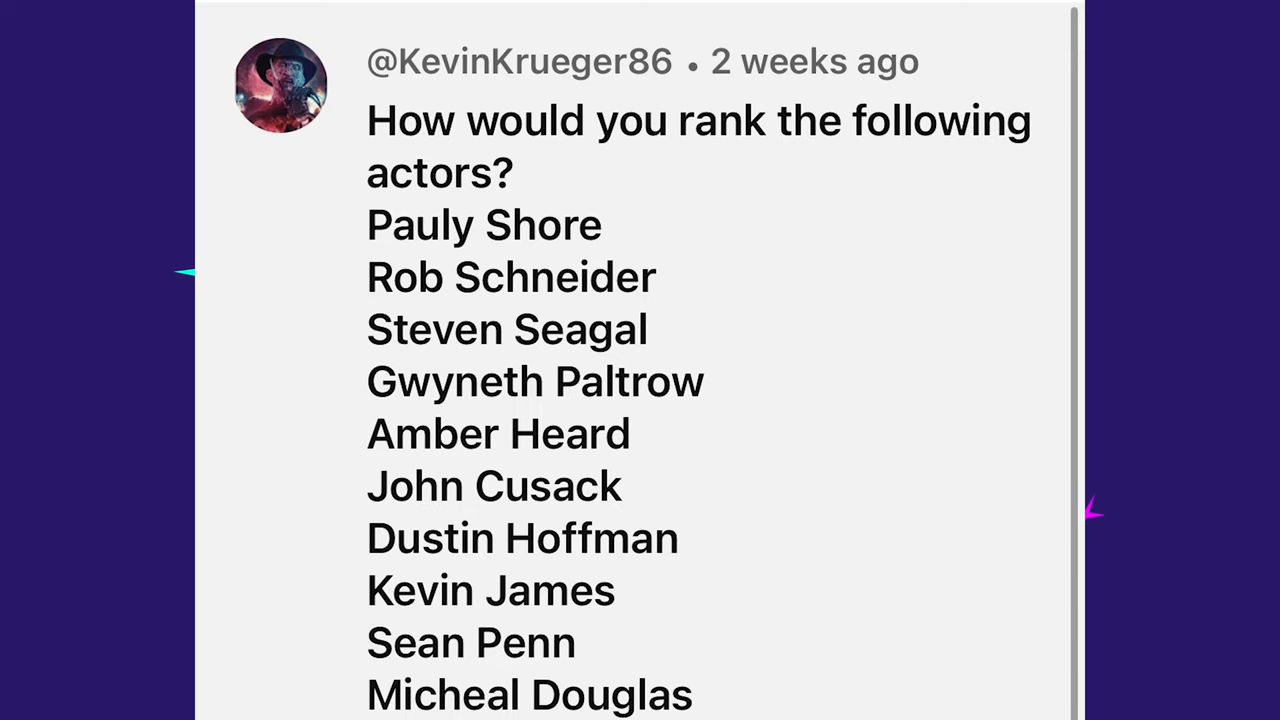 @KevinKrueger86 • 2 weeks ago
How would you rank the following
actors?
Pauly Shore
Rob Schneider
Steven Seagal
Gwyneth Paltrow
Amber Heard
John Cusack
Dustin Hoffman
Kevin James
Sean Penn
Micheal Douglas